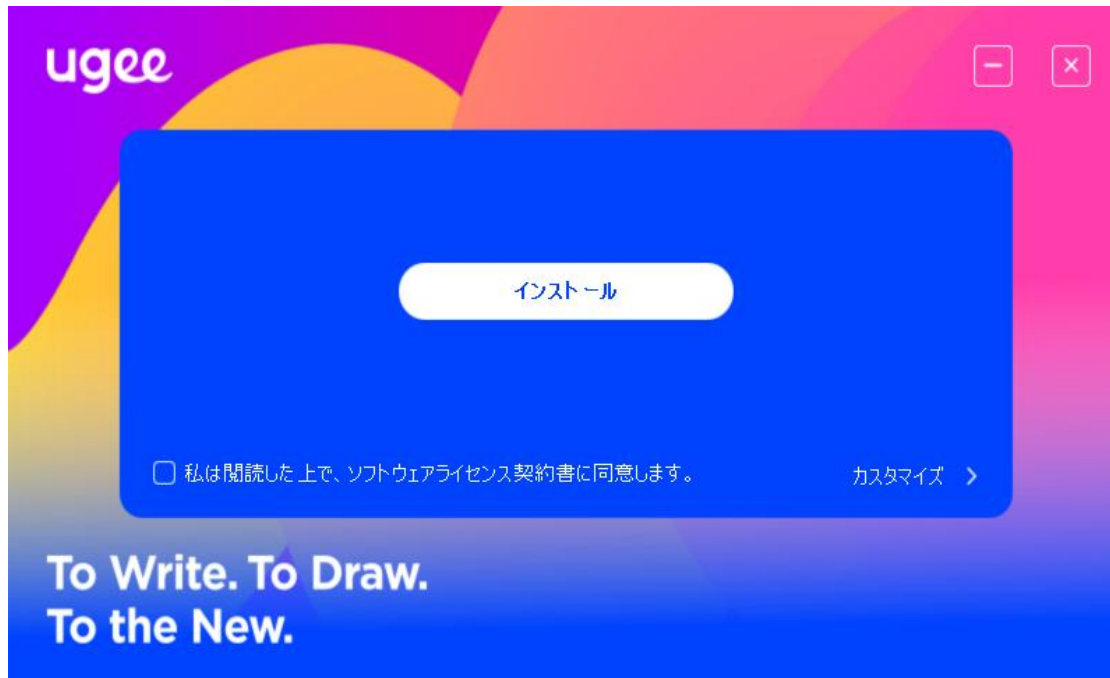 ugee
インストール
私は閲読した上で、ソフトウェアライセンス契約書に同意します。
カスタマイズ
To Write. To Draw.
To the New.